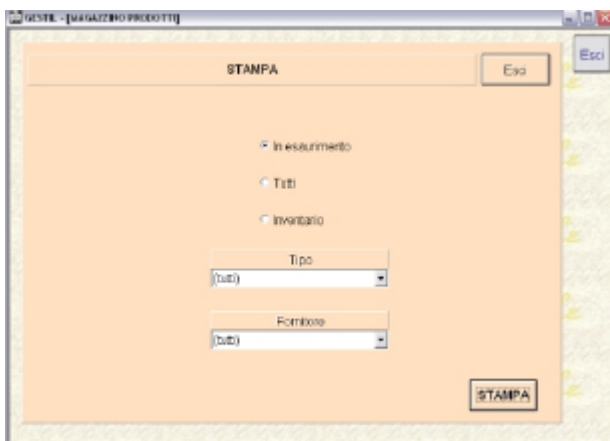 GESTIL - [MAGAZZINO PRODOTTI]
STAMPA
Esci
Esci
In esaurimento
Tutti
Inventario
Tipo
(tutti)
Fornitore
(tutti)
STAMPA